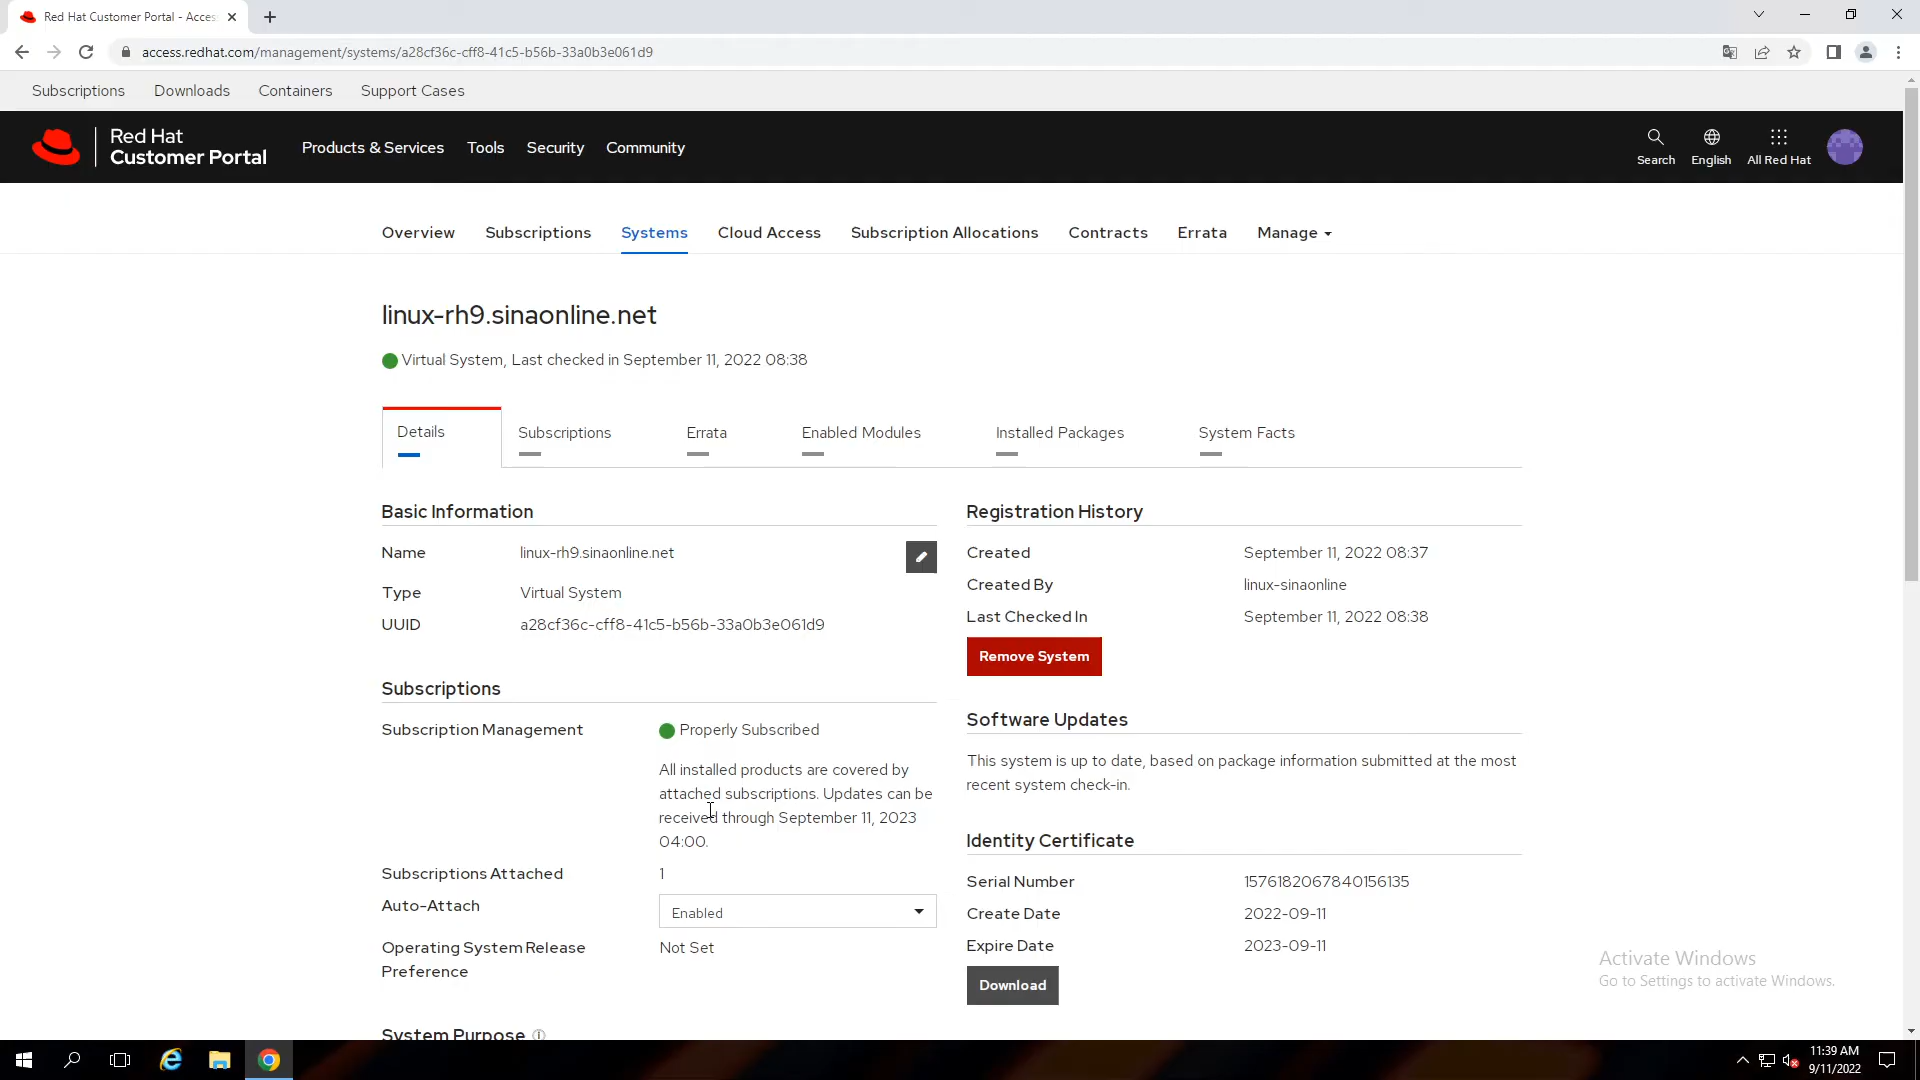 Red Hat Customer Portal - Acces
access.redhat.com/management/systems/a28cf36c-cff8-41c5-b56b-33a0b3e061d9
Subscriptions Downloads Containers Support Cases
Red Hat
Customer Portal
Products & Services Tools Security Community
Search English All Red Hat
Overview Subscriptions Systems Cloud Access Subscription Allocations Contracts Errata Manage
linux-rh9.sinaonline.net
Virtual System, Last checked in September 11, 2022 08:38
Details Subscriptions Errata Enabled Modules Installed Packages System Facts
Basic Information
Name linux-rh9.sinaonline.net
Type Virtual System
UUID a28cf36c-cff8-41c5-b56b-33a0b3e061d9
Subscriptions
Subscription Management Properly Subscribed
All installed products are covered by
attached subscriptions. Updates can be
received through September 11, 2023
04:00.
Subscriptions Attached 1
Auto-Attach Enabled
Operating System Release Not Set
Preference
System Purpose
Registration History
Created September 11, 2022 08:37
Created By linux-sinaonline
Last Checked In September 11, 2022 08:38
Remove System
Software Updates
This system is up to date, based on package information submitted at the most
recent system check-in.
Identity Certificate
Serial Number 1576182067840156135
Create Date 2022-09-11
Expire Date 2023-09-11
Download
Activate Windows
Go to Settings to activate Windows.
11:39 AM
9/11/2022